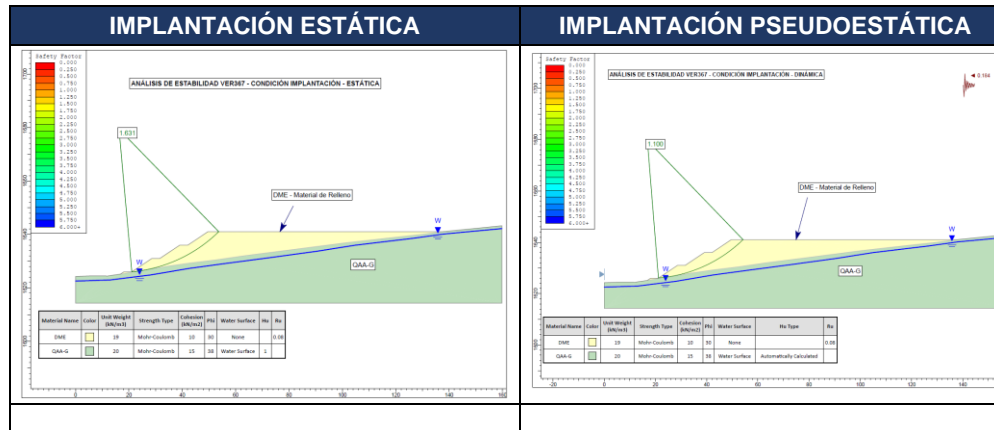 IMPLANTACIÓN ESTÁTICA
IMPLANTACIÓN PSEUDOESTÁTICA
Safety Factor
0.000
0.250
0.500
0.750
1.000
1.250
1.500
1.750
2.000
2.250
2.500
2.750
3.000
3.250
3.500
3.750
4.000
4.250
4.500
4.750
5.000
5.250
5.500
5.750
6.000+
ANÁLISIS DE ESTABILIDAD VER367 - CONDICIÓN IMPLANTACIÓN - ESTÁTICA
1.631
DME - Material de Relleno
W
W
QAA-G
Material Name Color Unit Weight (kN/m3) Strength Type Cohesion (kN/m2) Phi Water Surface Hu Ru
DME 19 Mohr-Coulomb 10 30 None 0.08
QAA-G 20 Mohr-Coulomb 15 38 Water Surface 1
0 20 40 60 80 100 120 140 160
Safety Factor
0.000
0.250
0.500
0.750
1.000
1.250
1.500
1.750
2.000
2.250
2.500
2.750
3.000
3.250
3.500
3.750
4.000
4.250
4.500
4.750
5.000
5.250
5.500
5.750
6.000+
ANÁLISIS DE ESTABILIDAD VER367 - CONDICIÓN IMPLANTACIÓN - DINÁMICA
1.100
DME - Material de Relleno
W
W
QAA-G
Material Name Color Unit Weight (kN/m3) Strength Type Cohesion (kN/m2) Phi Water Surface Hu Type Ru
DME 19 Mohr-Coulomb 10 30 None 0.08
QAA-G 20 Mohr-Coulomb 15 38 Water Surface Automatically Calculated
-20 0 20 40 60 80 100 120 140